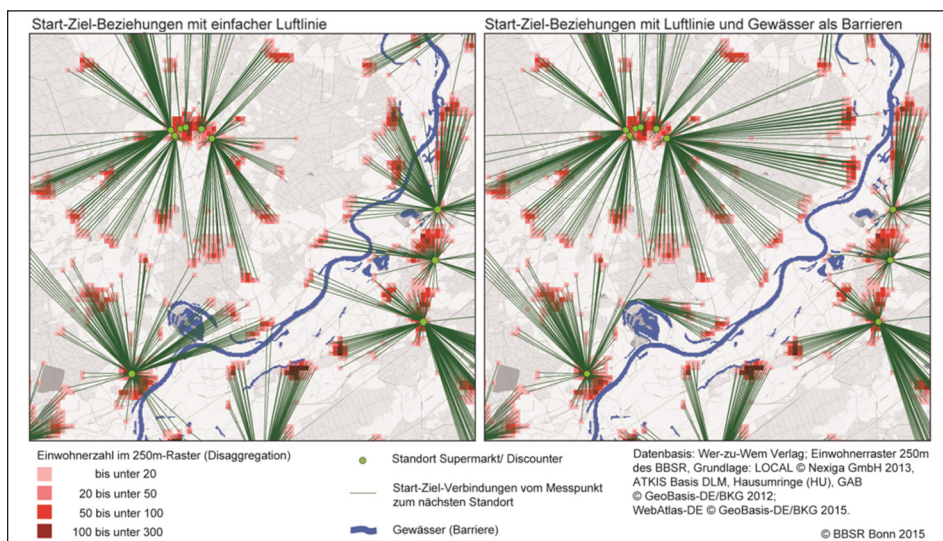 Start-Ziel-Beziehungen mit einfacher Luftlinie
Start-Ziel-Beziehungen mit Luftlinie und Gewässer als Barrieren
Einwohnerzahl im 250m-Raster (Disaggregation)
bis unter 20
20 bis unter 50
50 bis unter 100
100 bis unter 300
Standort Supermarkt/ Discounter
Start-Ziel-Verbindungen vom Messpunkt
zum nächsten Standort
Gewässer (Barriere)
Datenbasis: Wer-zu-Wem Verlag; Einwohnerraster 250m
des BBSR, Grundlage: LOCAL © Nexiga GmbH 2013,
ATKIS Basis DLM, Hausumringe (HU), GAB
© GeoBasis-DE/BKG 2012;
WebAtlas-DE © GeoBasis-DE/BKG 2015.
© BBSR Bonn 2015